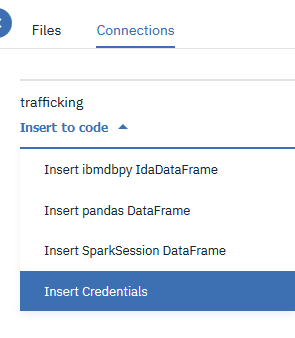 Files Connections
trafficking
Insert to code
Insert ibmdbpy IdaDataFrame
Insert pandas DataFrame
Insert SparkSession DataFrame
Insert Credentials